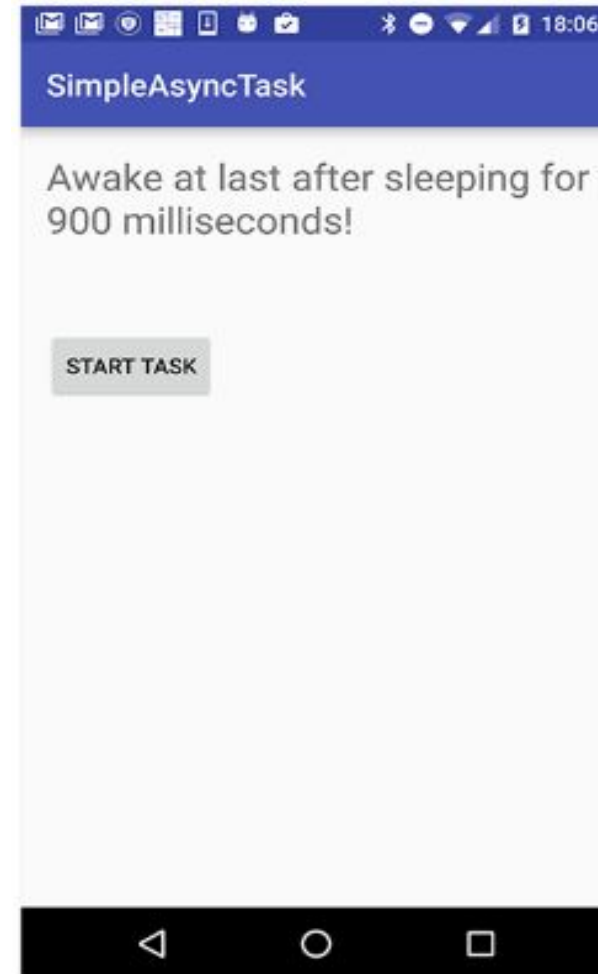 18:06
SimpleAsyncTask
Awake at last after sleeping for
900 milliseconds!
START TASK